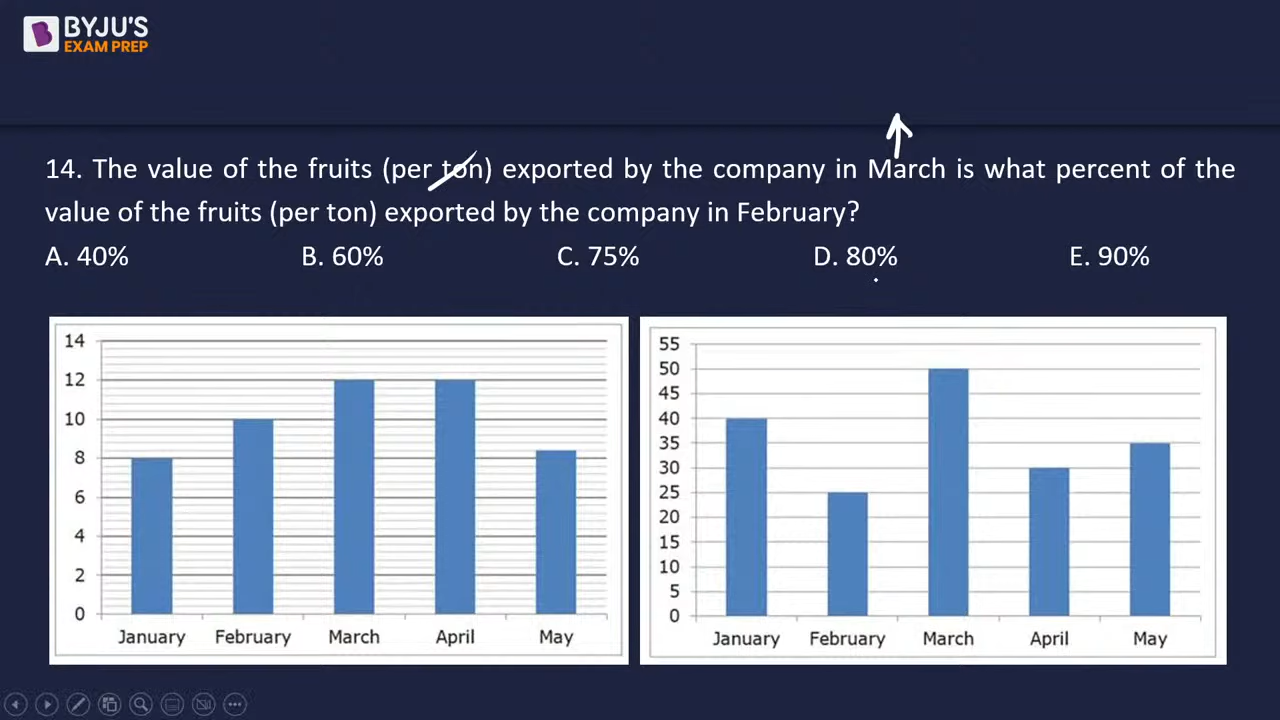 BYJU'S
EXAM PREP
14. The value of the fruits (per ton) exported by the company in March is what percent of the
value of the fruits (per ton) exported by the company in February?
A. 40% B. 60% C. 75% D. 80% E. 90%
14
12
10
8
6
4
2
0
January February March April May
55
50
45
40
35
30
25
20
15
10
5
0
January February March April May